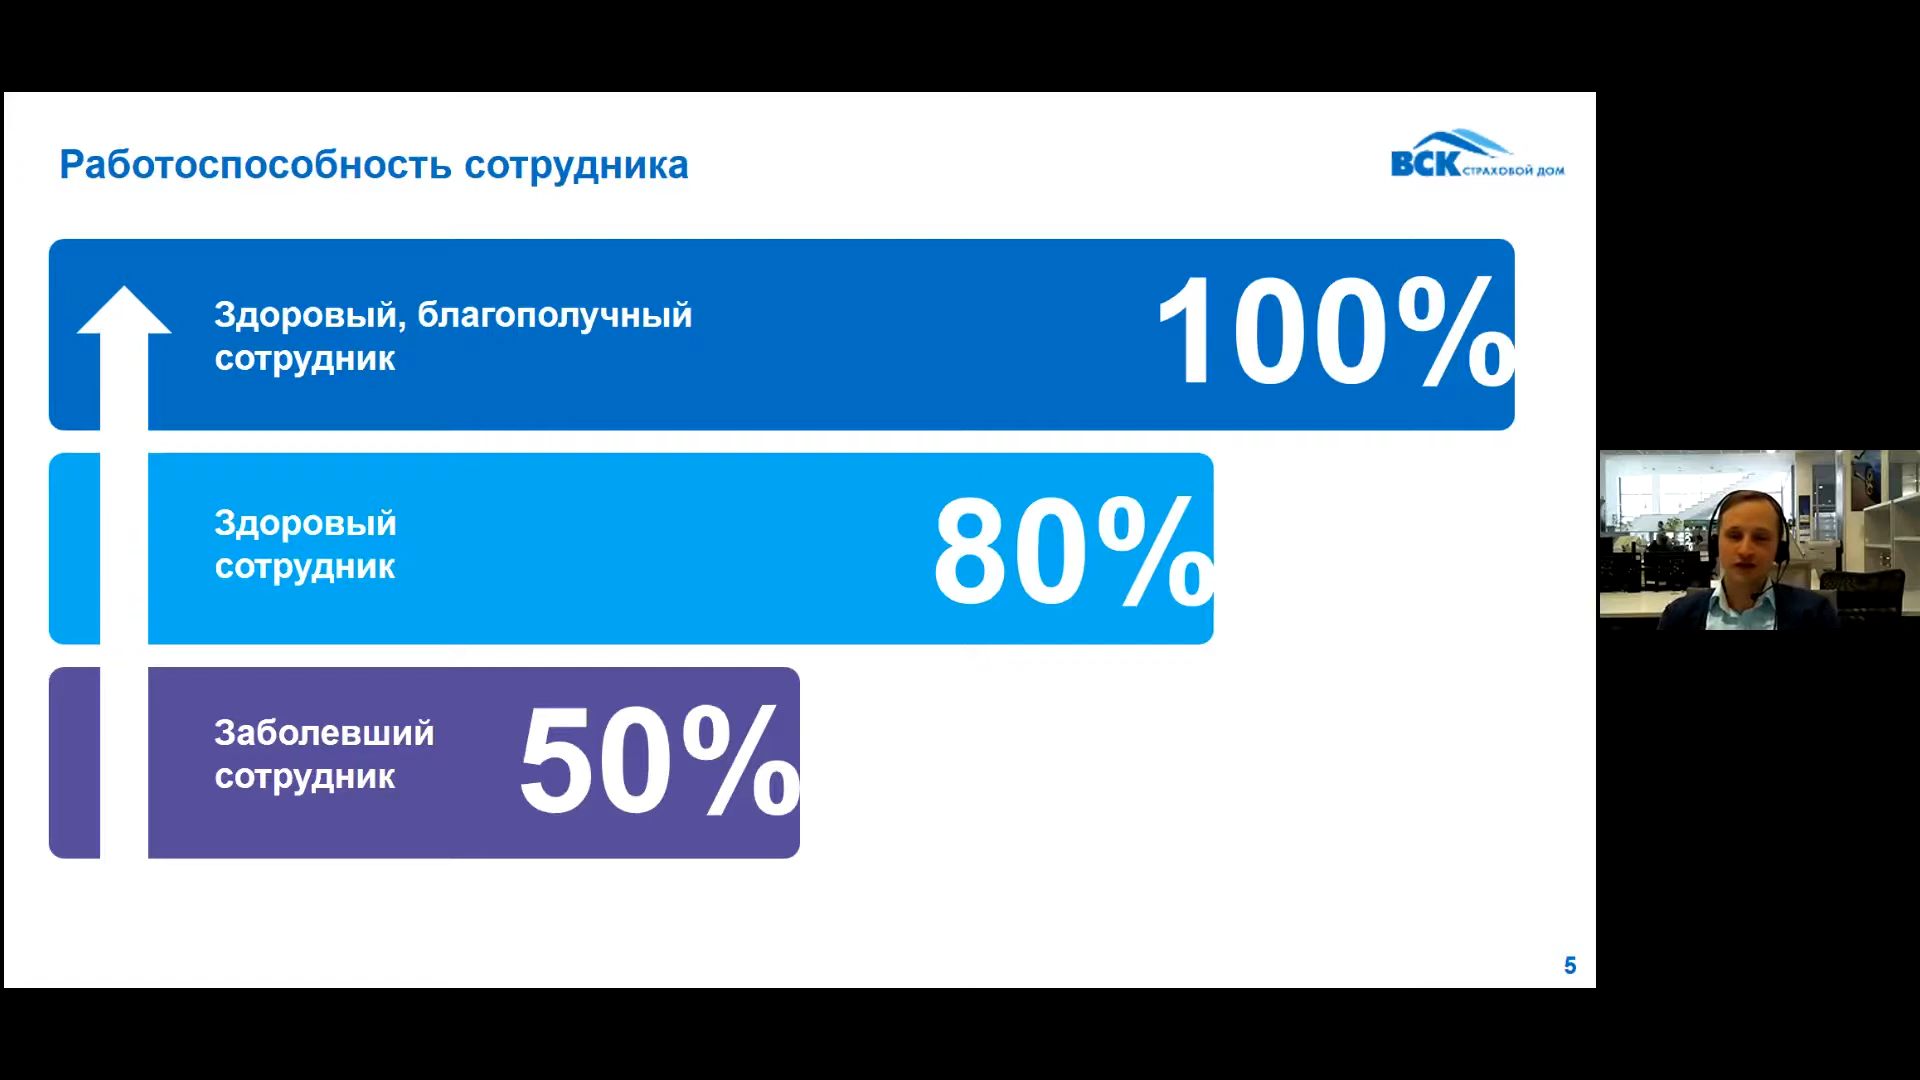 Работоспособность сотрудника
ВСК СТРАХОВОЙ ДОМ
Здоровый, благополучный
сотрудник
100%
Здоровый
сотрудник
80%
Заболевший
сотрудник
50%
5